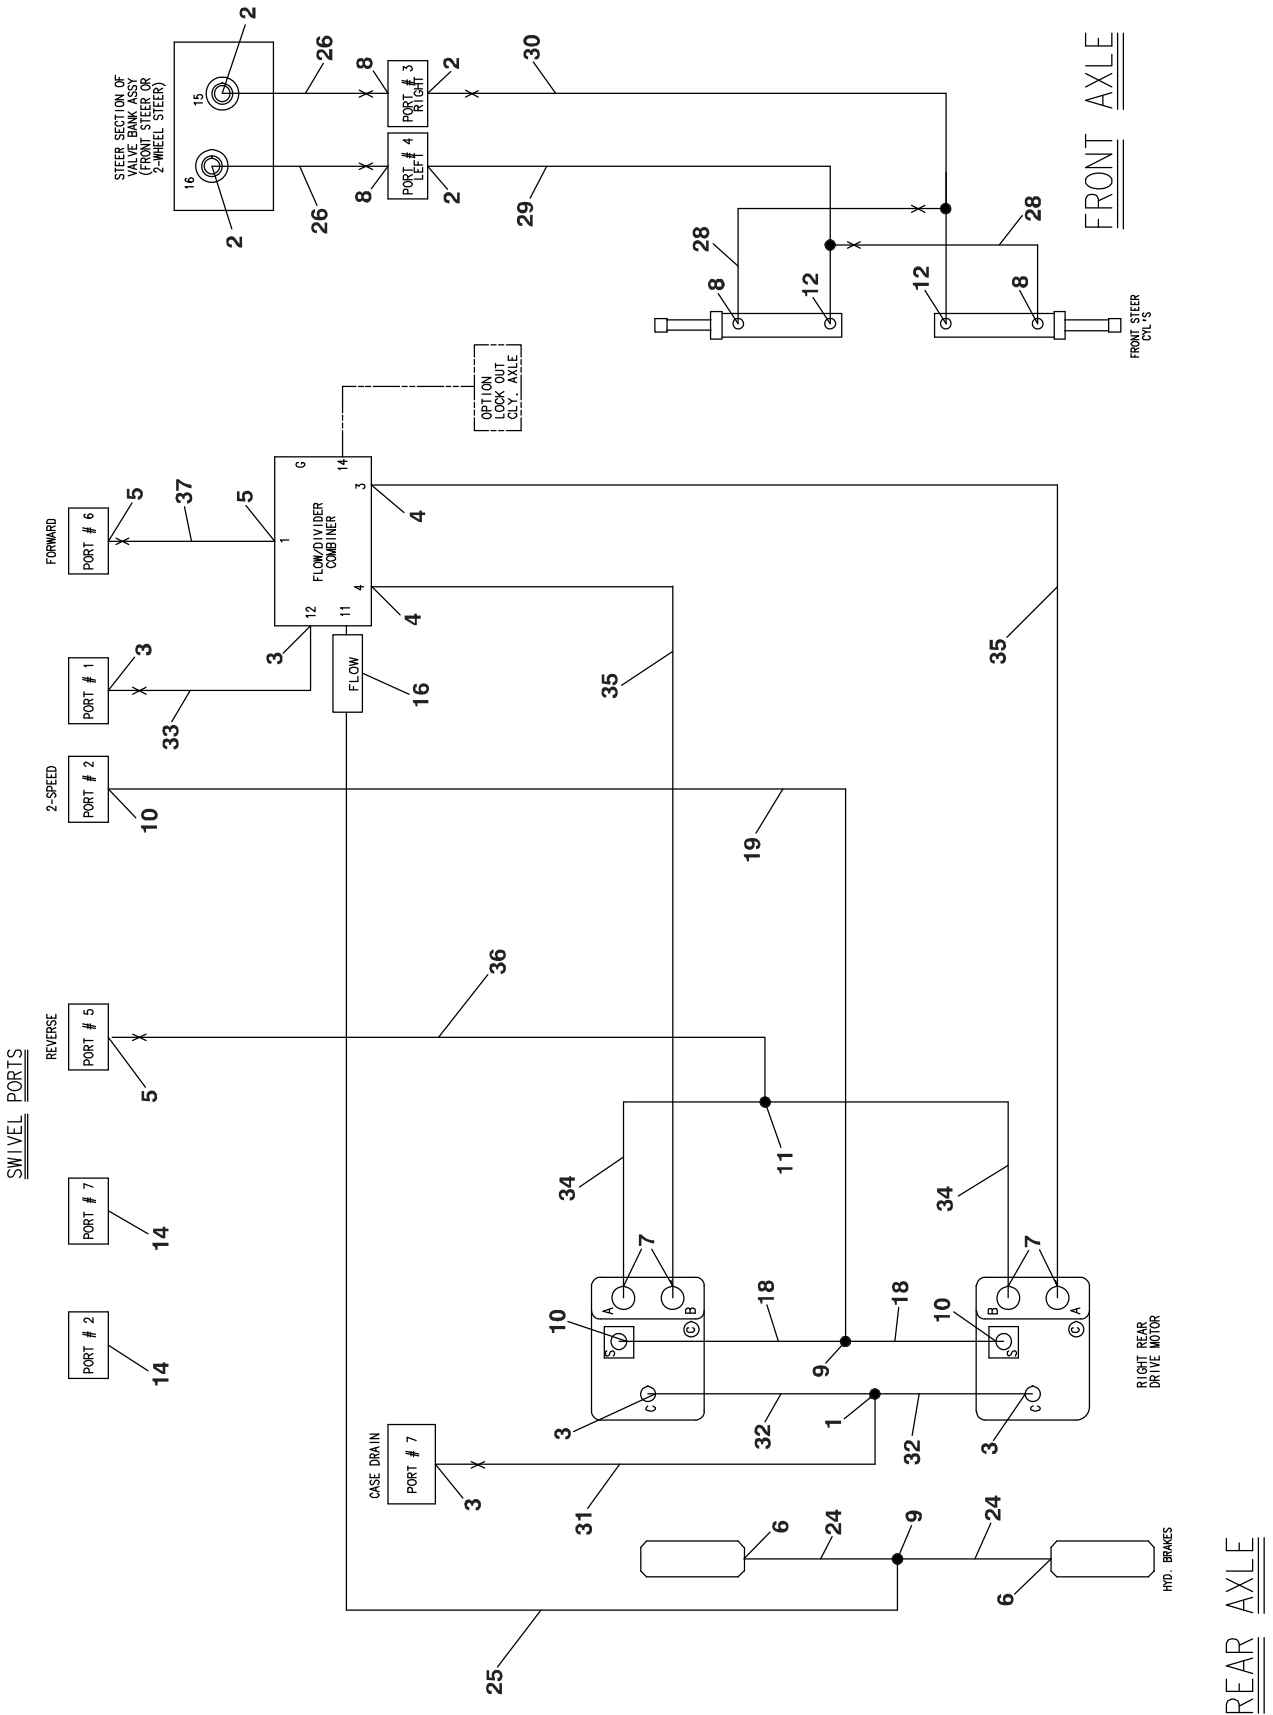 SWIVEL PORTS
PORT # 2
14
PORT # 7
14
REVERSE
PORT # 5
5
2-SPEED
PORT # 2
10
PORT # 1
3
FORWARD
PORT # 6
5
33
37
36
19
25
3
12
11
1
5
G
14
FLOW/DIVIDER
COMBINER
4
3
4
4
FLOW
16
OPTION
LOCK OUT
CLY. AXLE
35
35
STEER SECTION OF
VALVE BANK ASSY
(FRONT STEER OR
2-WHEEL STEER)
16
15
2
2
26
26
8
8
PORT # 4
LEFT
PORT # 3
RIGHT
2
2
29
30
28
28
8
12
12
8
FRONT STEER
CYL'S
FRONT AXLE
CASE DRAIN
PORT # 7
3
31
34
34
11
7
A
B
C
S
C
10
3
18
18
9
32
32
1
7
B
A
C
S
C
10
3
RIGHT REAR
DRIVE MOTOR
6
24
9
24
6
HYD. BRAKES
REAR AXLE